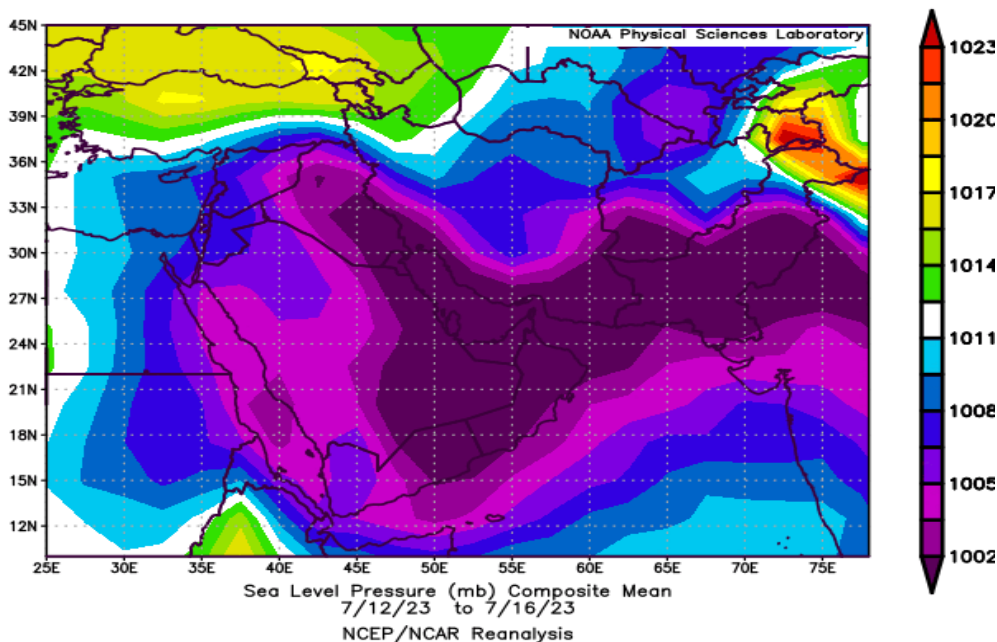 45N
NOAA Physical Sciences Laboratory
1023
42N
39N
1020
36N
1017
33N
30N
1014
27N
1011
24N
21N
1008
18N
1005
15N
12N
1002
25E 30E 35E 40E 45E 50E 55E 60E 65E 70E 75E
Sea Level Pressure (mb) Composite Mean
7/12/23 to 7/16/23
NCEP/NCAR Reanalysis